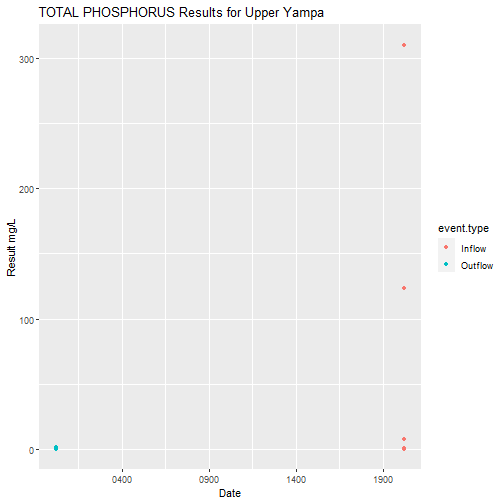 TOTAL PHOSPHORUS Results for Upper Yampa
300
200
100
0
Result mg/L
0400 0900 1400 1900
Date
event.type
Inflow
Outflow